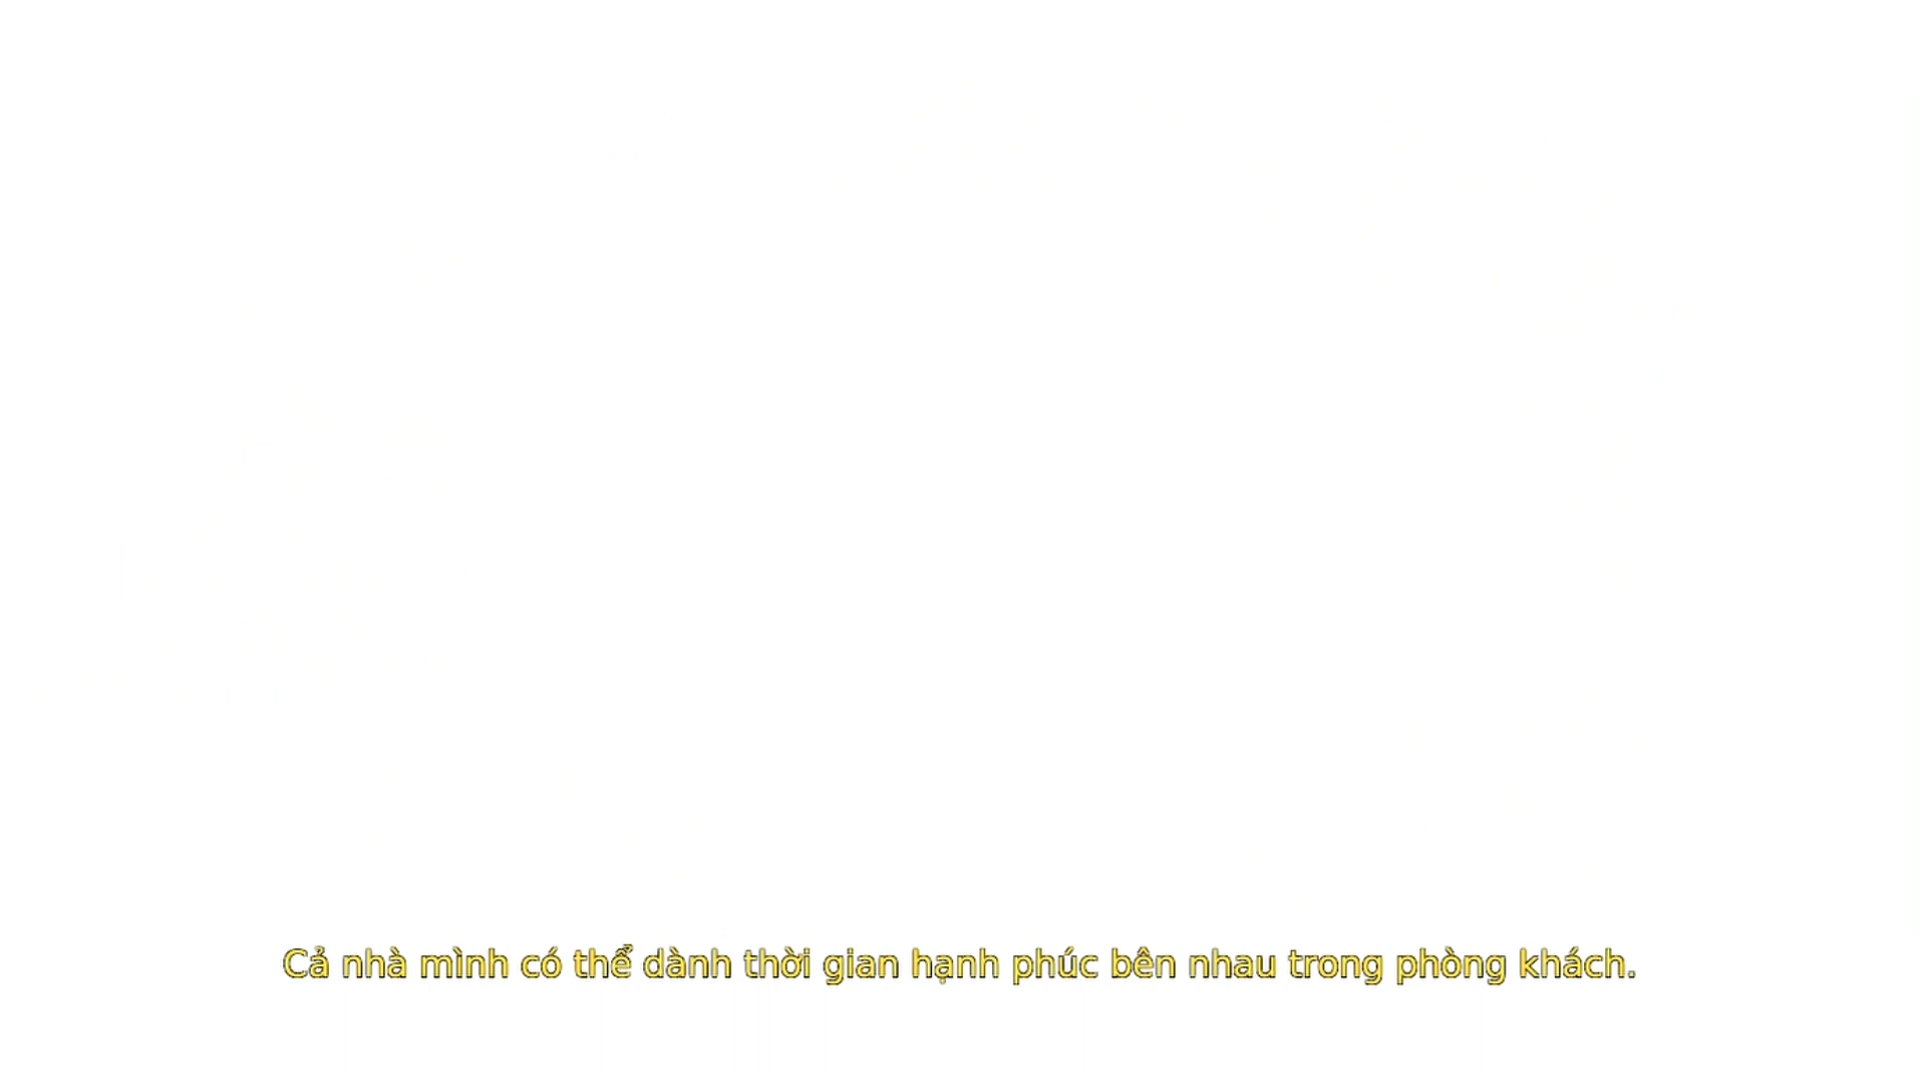 Cả nhà mình có thể dành thời gian hạnh phúc bên nhau trong phòng khách.